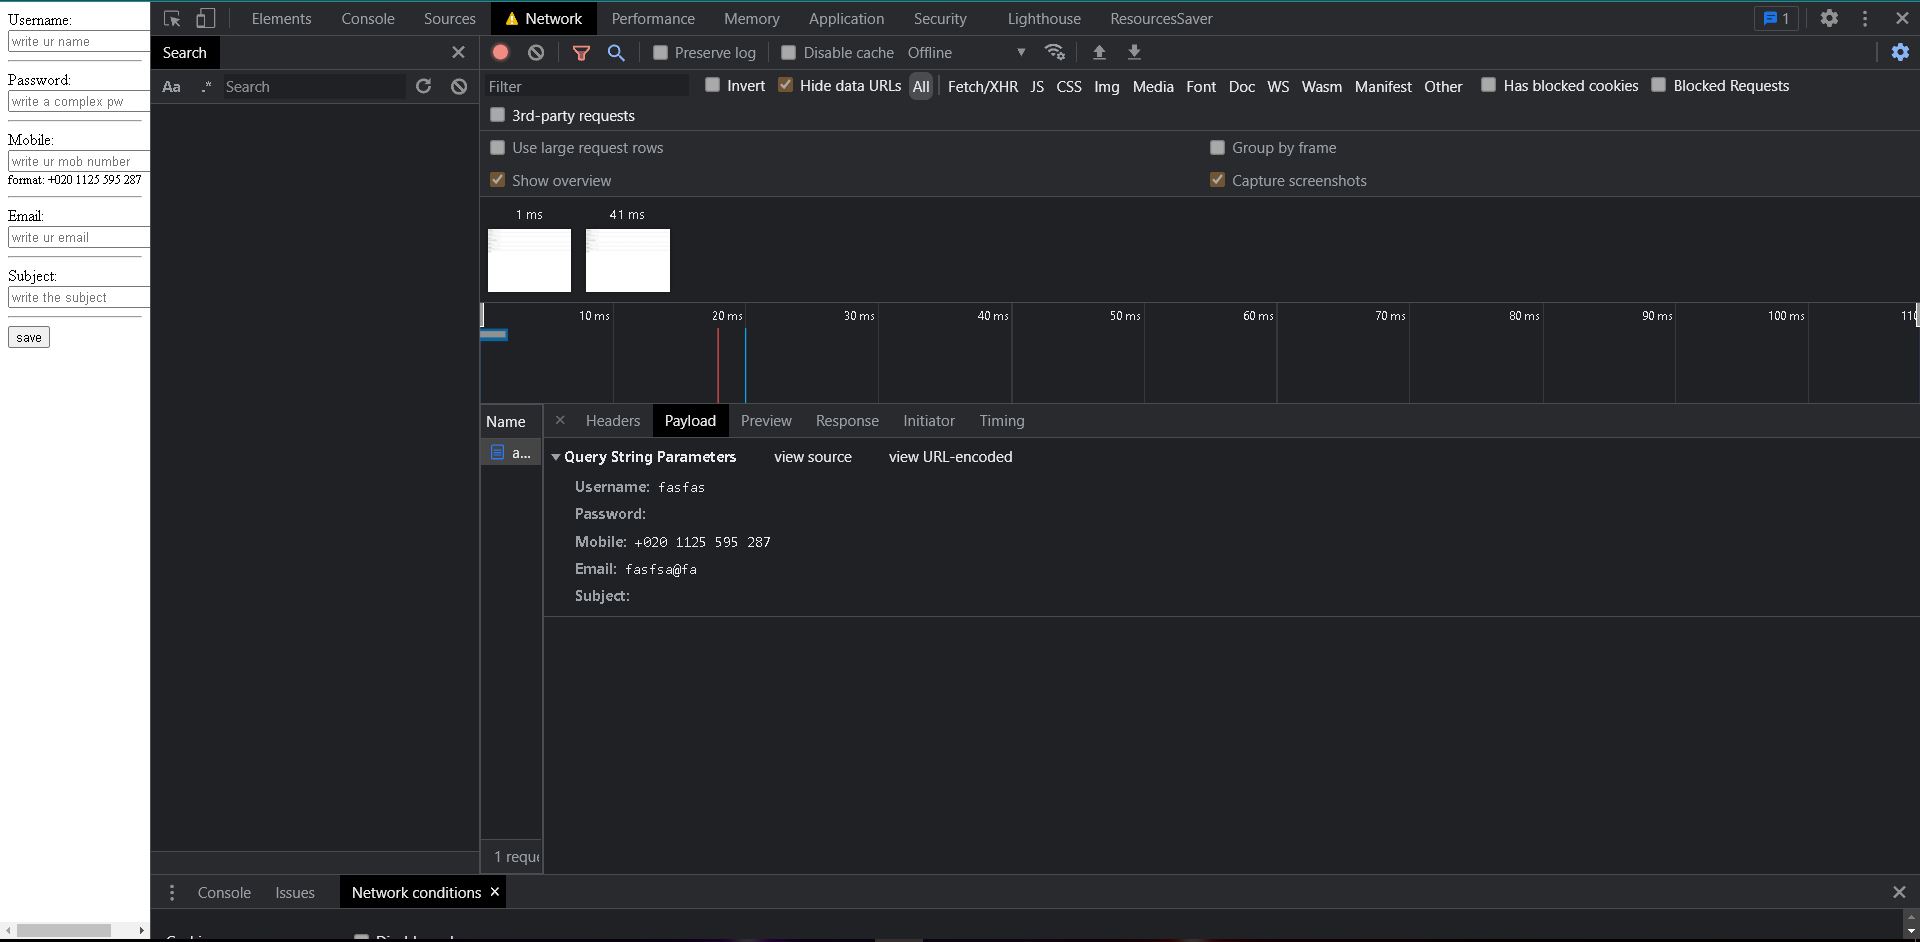 Username:
write ur name
Password:
write a complex pw
Mobile:
write ur mob number
format: +020 1125 595 287
Email:
write ur email
Subject:
write the subject
save
Elements Console Sources Network Performance Memory Application Security Lighthouse ResourcesSaver 1
Search
Aa .* Search
Preserve log Disable cache Offline
Filter Invert Hide data URLs All Fetch/XHR JS CSS Img Media Font Doc WS Wasm Manifest Other Has blocked cookies Blocked Requests
3rd-party requests
Use large request rows Group by frame
Show overview Capture screenshots
1 ms 41 ms
10 ms 20 ms 30 ms 40 ms 50 ms 60 ms 70 ms 80 ms 90 ms 100 ms 110
Name Headers Payload Preview Response Initiator Timing
a...
Query String Parameters view source view URL-encoded
Username: fasfas
Password:
Mobile: +020 1125 595 287
Email: fasfsa@fa
Subject:
1 reque
Console Issues Network conditions